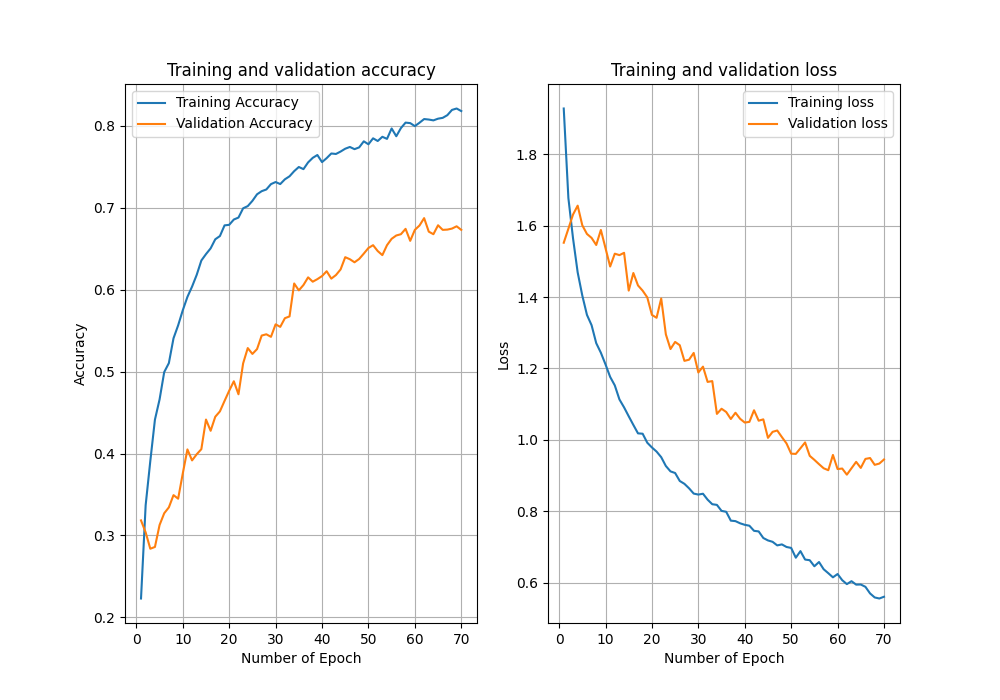 Training and validation accuracy
Training Accuracy
Validation Accuracy
0.8
0.7
0.6
0.5
0.4
0.3
0.2
Accuracy
0 10 20 30 40 50 60 70
Number of Epoch
Training and validation loss
Training loss
Validation loss
1.8
1.6
1.4
1.2
1.0
0.8
0.6
Loss
0 10 20 30 40 50 60 70
Number of Epoch